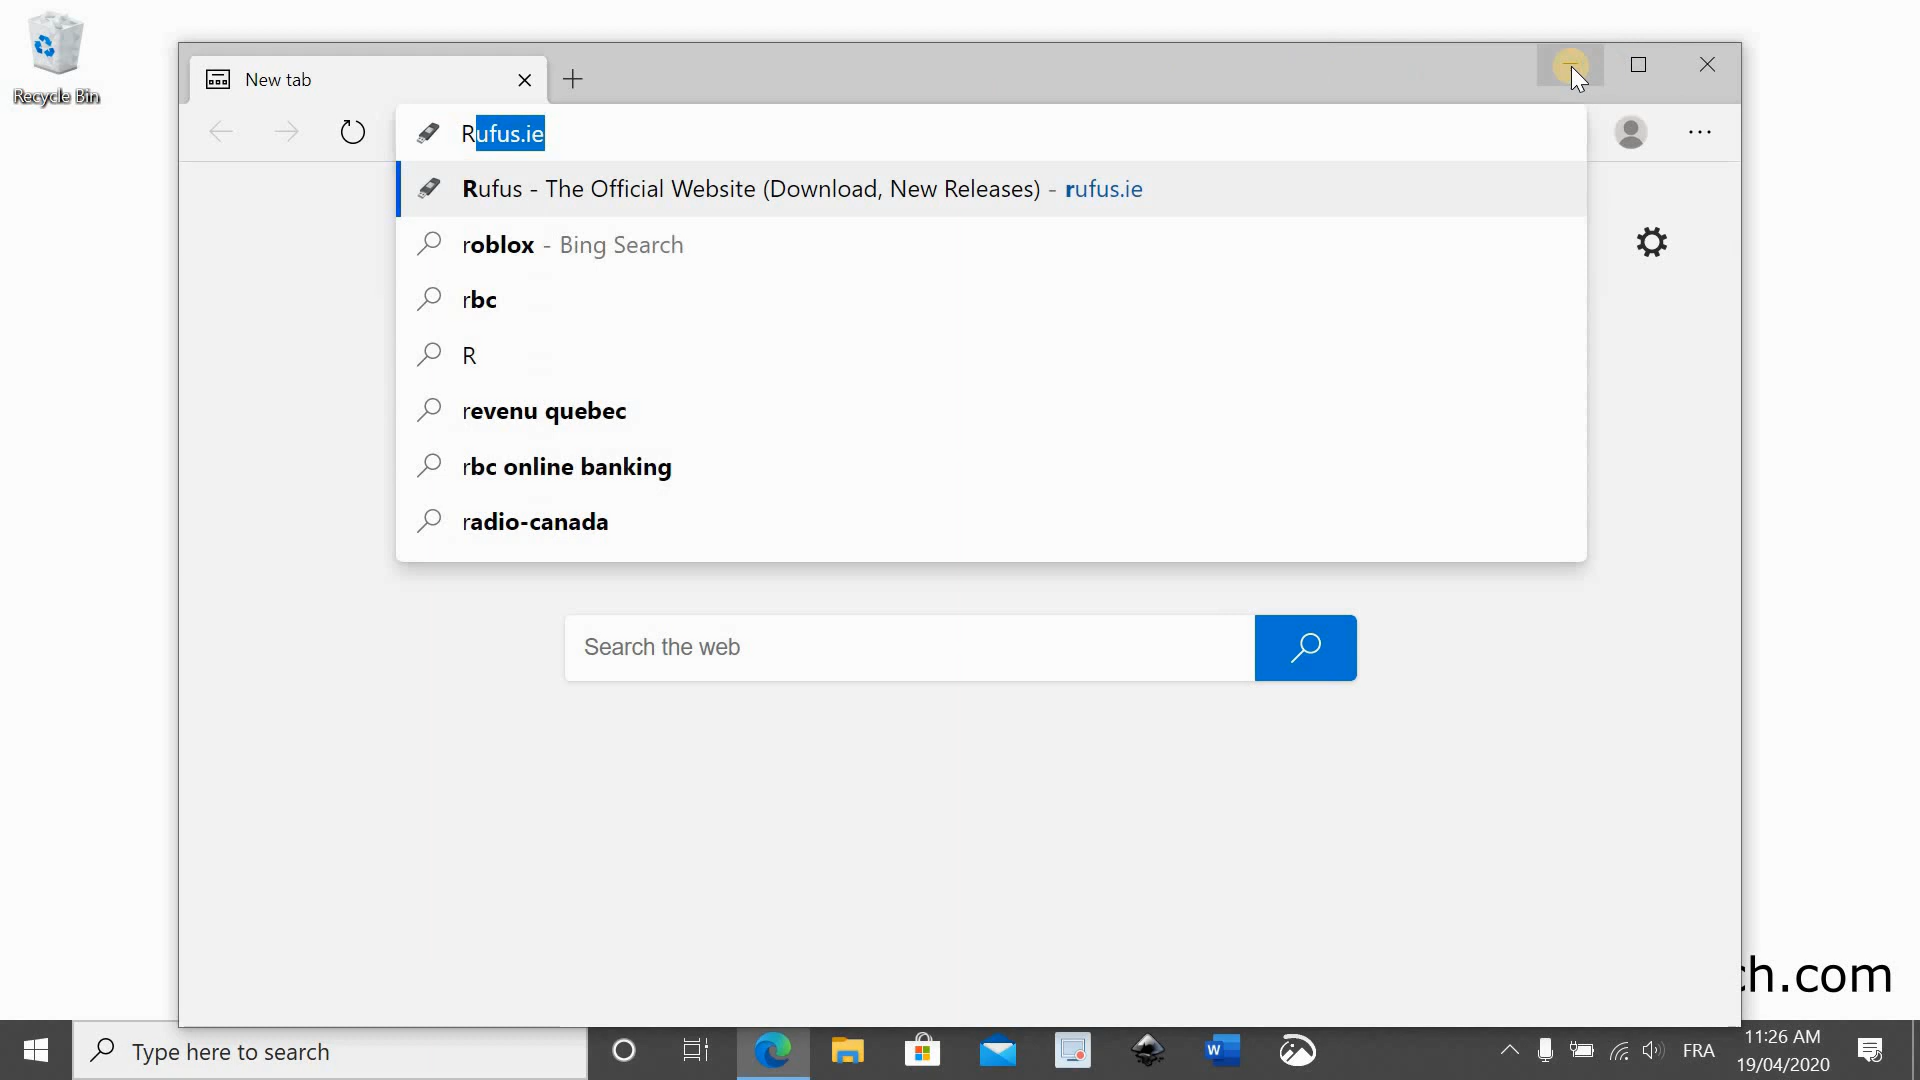 Recycle Bin
New tab
Rufus.ie
Rufus - The Official Website (Download, New Releases) - rufus.ie
roblox - Bing Search
rbc
R
revenu quebec
rbc online banking
radio-canada
Search the web
ch.com
Type here to search
W
FRA
11:26 AM
19/04/2020